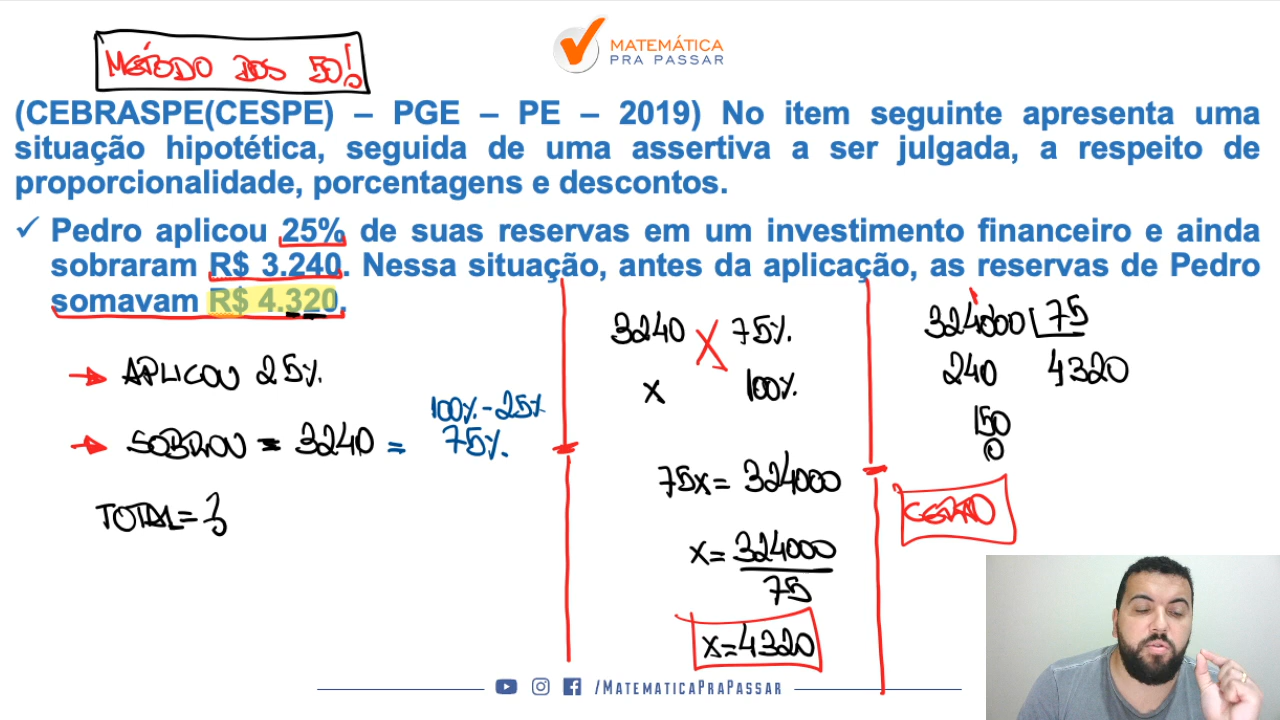 MÉTODO DOS 50!
MATEMÁTICA
PRA PASSAR
(CEBRASPE(CESPE) – PGE – PE – 2019) No item seguinte apresenta uma
situação hipotética, seguida de uma assertiva a ser julgada, a respeito de
proporcionalidade, porcentagens e descontos.
✓ Pedro aplicou 25% de suas reservas em um investimento financeiro e ainda
sobraram R$ 3.240. Nessa situação, antes da aplicação, as reservas de Pedro
somavam R$ 4.320.
→ APLICOU 25%
100% - 25%
→ SOBROU = 3240 = 75%.
TOTAL = ?
3240 75%
x 100%
75x = 324000
x = 324000
75
x = 4320
324000 75
240 4320
150
0
CERTO
/MATEMATICAPRAPASSAR